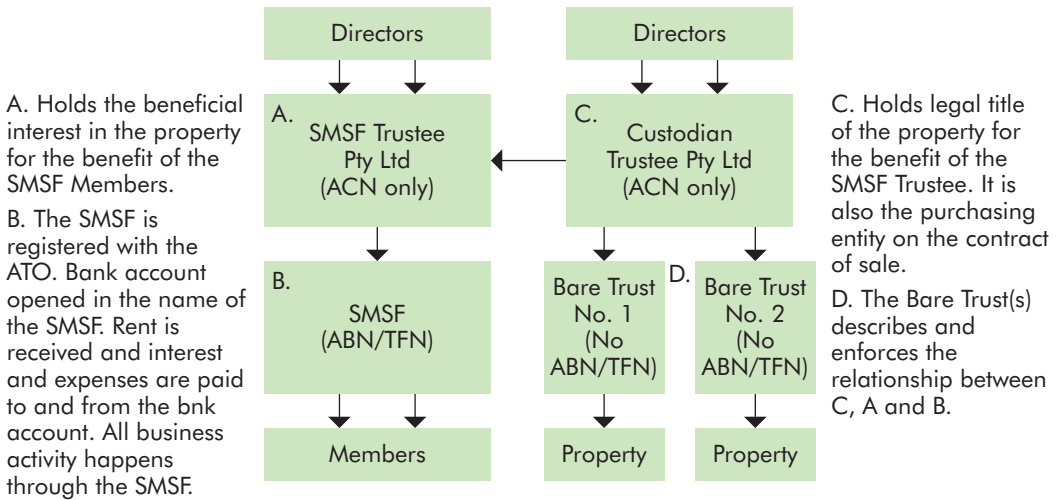 Directors
Directors
A. Holds the beneficial
interest in the property
for the benefit of the
SMSF Members.
B. The SMSF is
registered with the
ATO. Bank account
opened in the name of
the SMSF. Rent is
received and interest
and expenses are paid
to and from the bnk
account. All business
activity happens
through the SMSF.
A.
SMSF Trustee
Pty Ltd
(ACN only)
C.
Custodian
Trustee Pty Ltd
(ACN only)
B.
SMSF
(ABN/TFN)
Bare Trust
No. 1
(No
ABN/TFN)
D.
Bare Trust
No. 2
(No
ABN/TFN)
Members
Property
Property
C. Holds legal title
of the property for
the benefit of the
SMSF Trustee. It is
also the purchasing
entity on the contract
of sale.
D. The Bare Trust(s)
describes and
enforces the
relationship between
C, A and B.